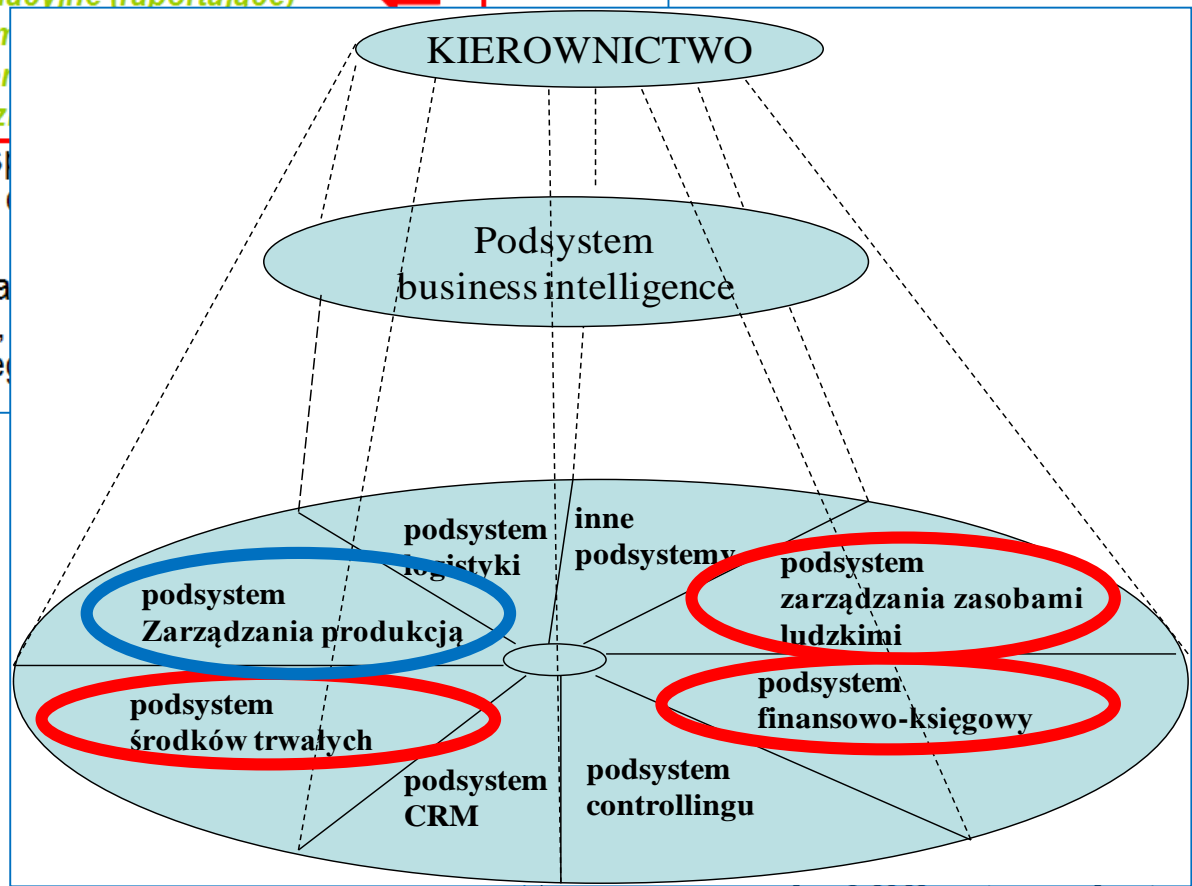 (raportujące)
KIEROWNICTWO
Podsystem
business intelligence
podsystem
logistyki
inne
podsystemy
podsystem
Zarządzania produkcją
podsystem
zarządzania zasobami
ludzkimi
podsystem
środków trwałych
podsystem
finansowo-księgowy
podsystem
CRM
podsystem
controllingu